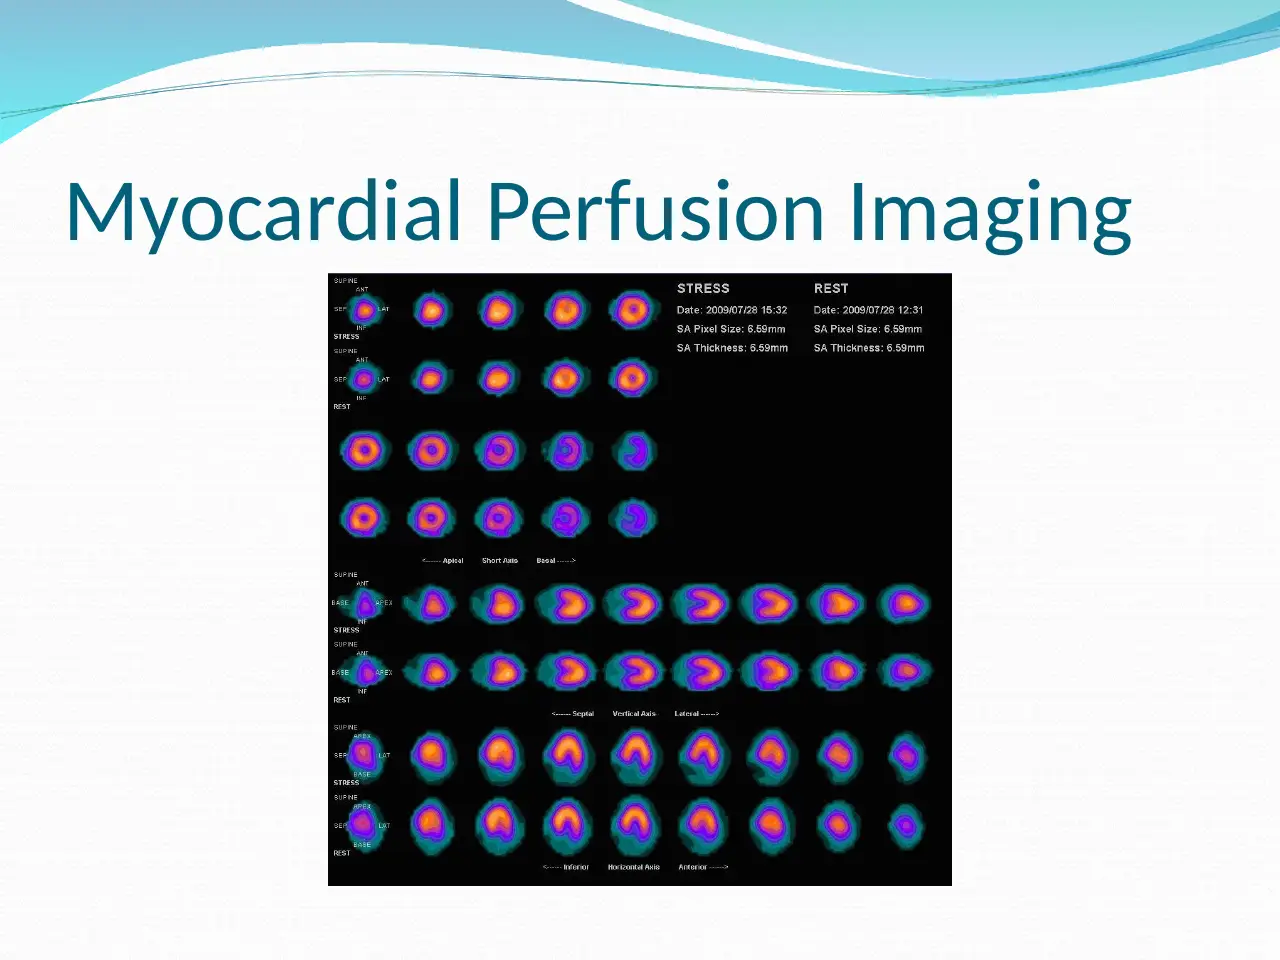 Myocardial Perfusion Imaging
SUPINE
ANT
SEP LAT
INF
STRESS
STRESS REST
Date: 2009/07/28 15:32 Date: 2009/07/28 12:31
SA Pixel Size: 6.59mm SA Pixel Size: 6.59mm
SA Thickness: 6.59mm SA Thickness: 6.59mm
SUPINE
ANT
SEP LAT
INF
REST
<------ Apical Short Axis Basal ------>
SUPINE
ANT
BASE APEX
INF
STRESS
SUPINE
ANT
BASE APEX
INF
REST
<------ Septal Vertical Axis Lateral ------>
SUPINE
APEX
SEP LAT
BASE
STRESS
SUPINE
APEX
SEP LAT
BASE
REST
<------ Inferior Horizontal Axis Anterior ------>